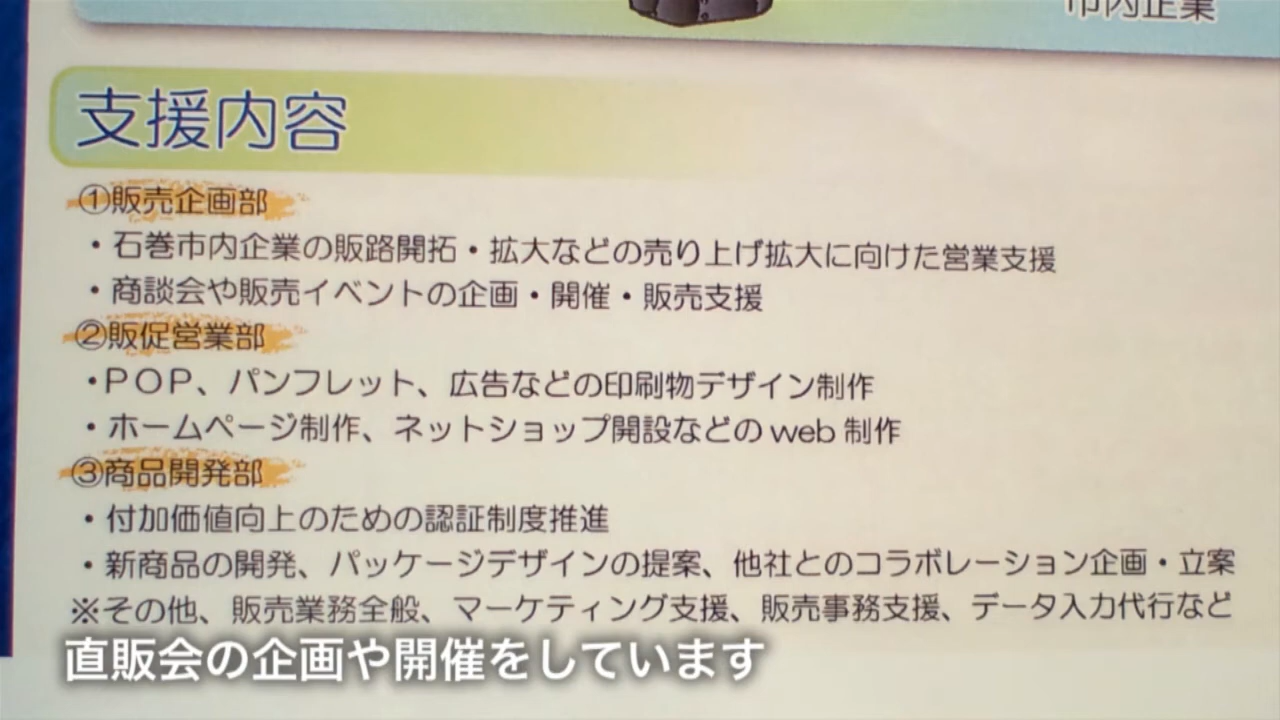 市内企業
支援内容
①販売企画部
・石巻市内企業の販路開拓・拡大などの売り上げ拡大に向けた営業支援
・商談会や販売イベントの企画・開催・販売支援
②販促営業部
・POP、パンフレット、広告などの印刷物デザイン制作
・ホームページ制作、ネットショップ開設などのweb制作
③商品開発部
・付加価値向上のための認証制度推進
・新商品の開発、パッケージデザインの提案、他社とのコラボレーション企画・立案
※その他、販売業務全般、マーケティング支援、販売事務支援、データ入力代行など
直販会の企画や開催をしています